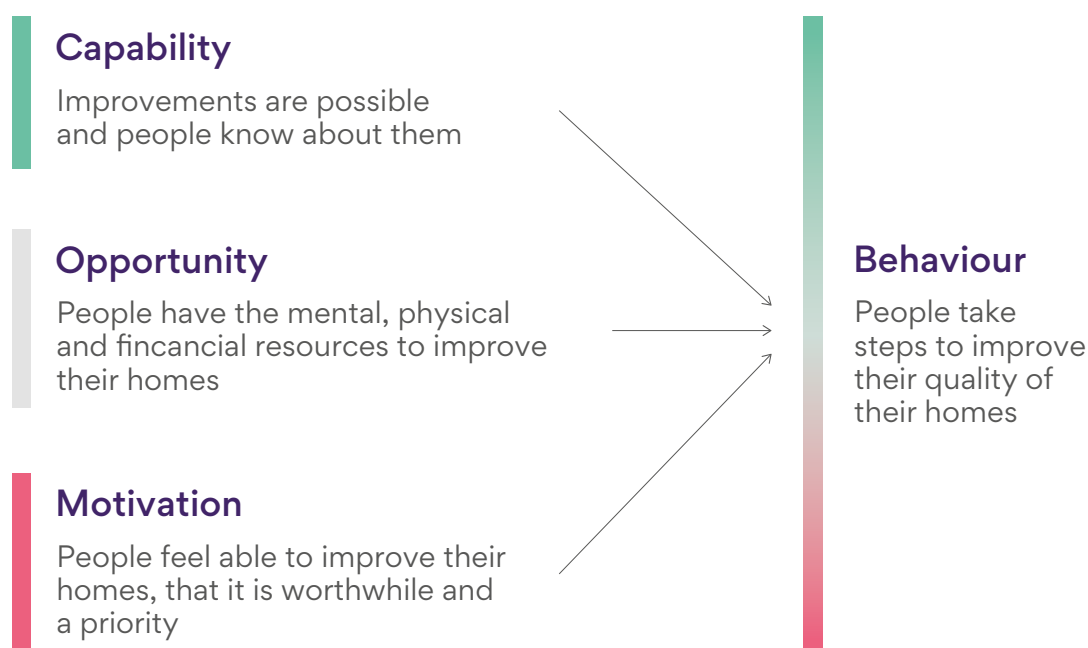 Capability
Improvements are possible
and people know about them
Opportunity
People have the mental, physical
and fincancial resources to improve
their homes
Motivation
People feel able to improve their
homes, that it is worthwhile and
a priority
Behaviour
People take
steps to improve
their quality of
their homes